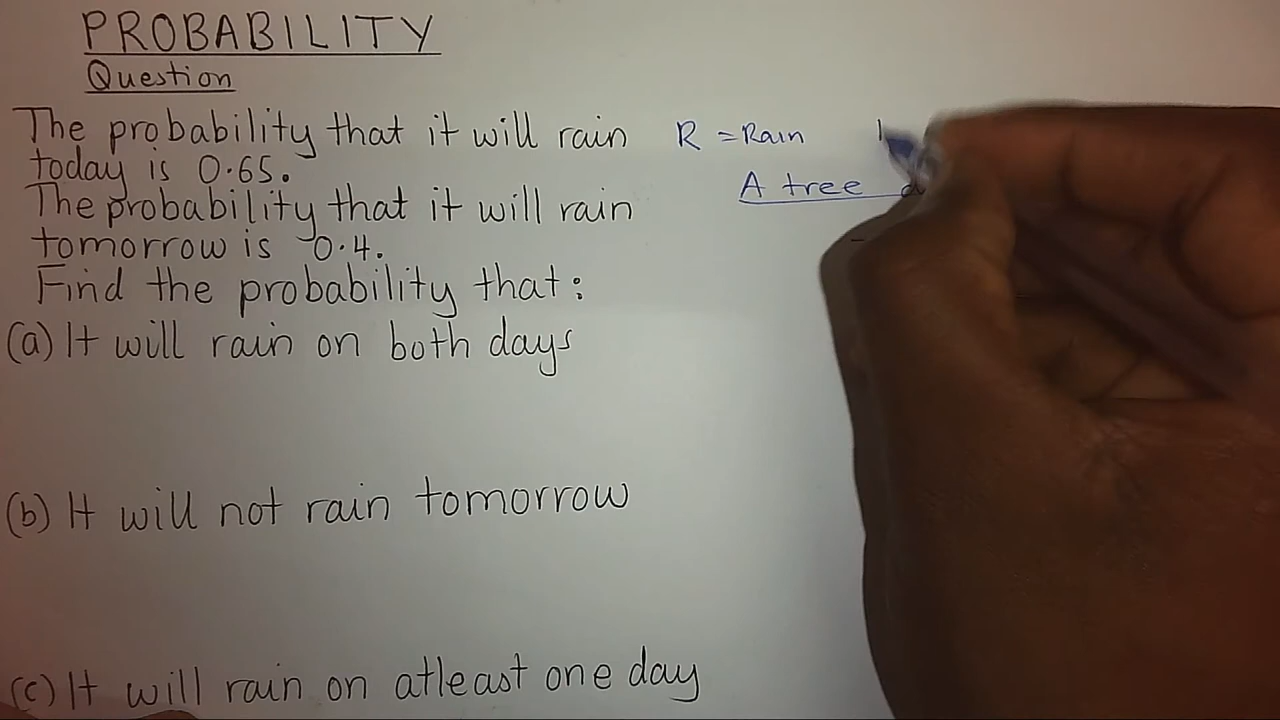 PROBABILITY
Question
The probability that it will rain
today is 0.65.
The probability that it will rain
tomorrow is 0.4.
Find the probability that:
(a) It will rain on both days
(b) It will not rain tomorrow
(c) It will rain on atleast one day
R = Rain
A tree